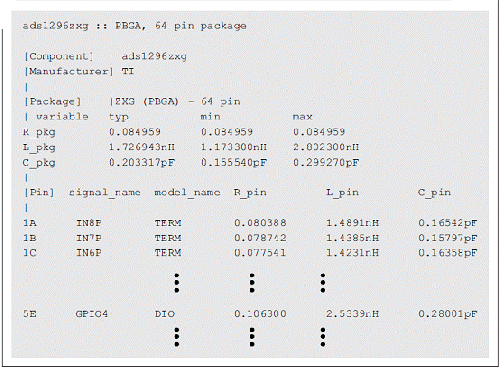 ads1296zxg :: PBGA, 64 pin package
[Component] ads1296zxg
[Manufacturer] TI
|
[Package] |ZXG (PBGA) - 64 pin
| variable typ min max
R_pkg 0.084959 0.084959 0.084959
L_pkg 1.726943nH 1.173300nH 2.802300nH
C_pkg 0.203317pF 0.155540pF 0.299270pF
|
[Pin] signal_name model_name R_pin L_pin C_pin
|
1A IN8P TERM 0.080388 1.4891nH 0.16542pF
1B IN7P TERM 0.078742 1.4385nH 0.15797pF
1C IN6P TERM 0.077541 1.4231nH 0.16358pF
5E GPIO4 DIO 0.106300 2.5339nH 0.28001pF